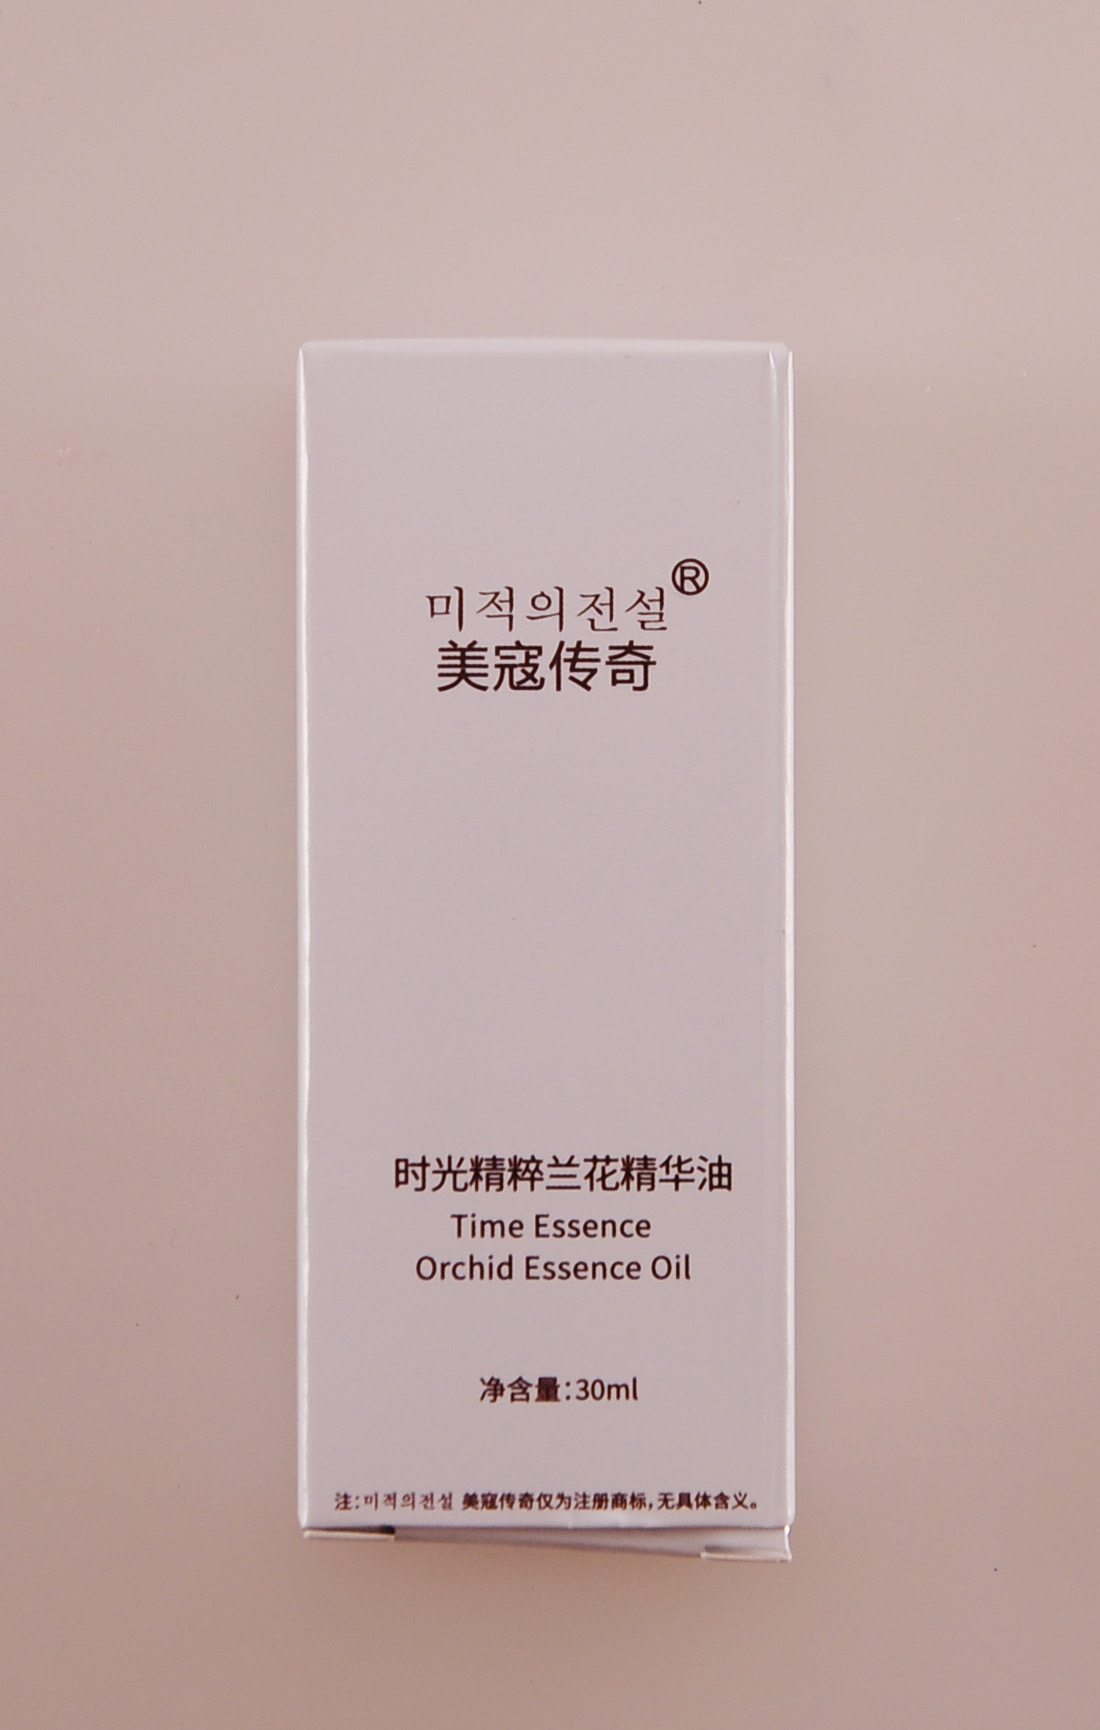 미적의전설®
美寇传奇
时光精粹兰花精华油
Time Essence
Orchid Essence Oil
净含量:30ml
注:미적의전설 美寇传奇仅为注册商标,无具体含义。